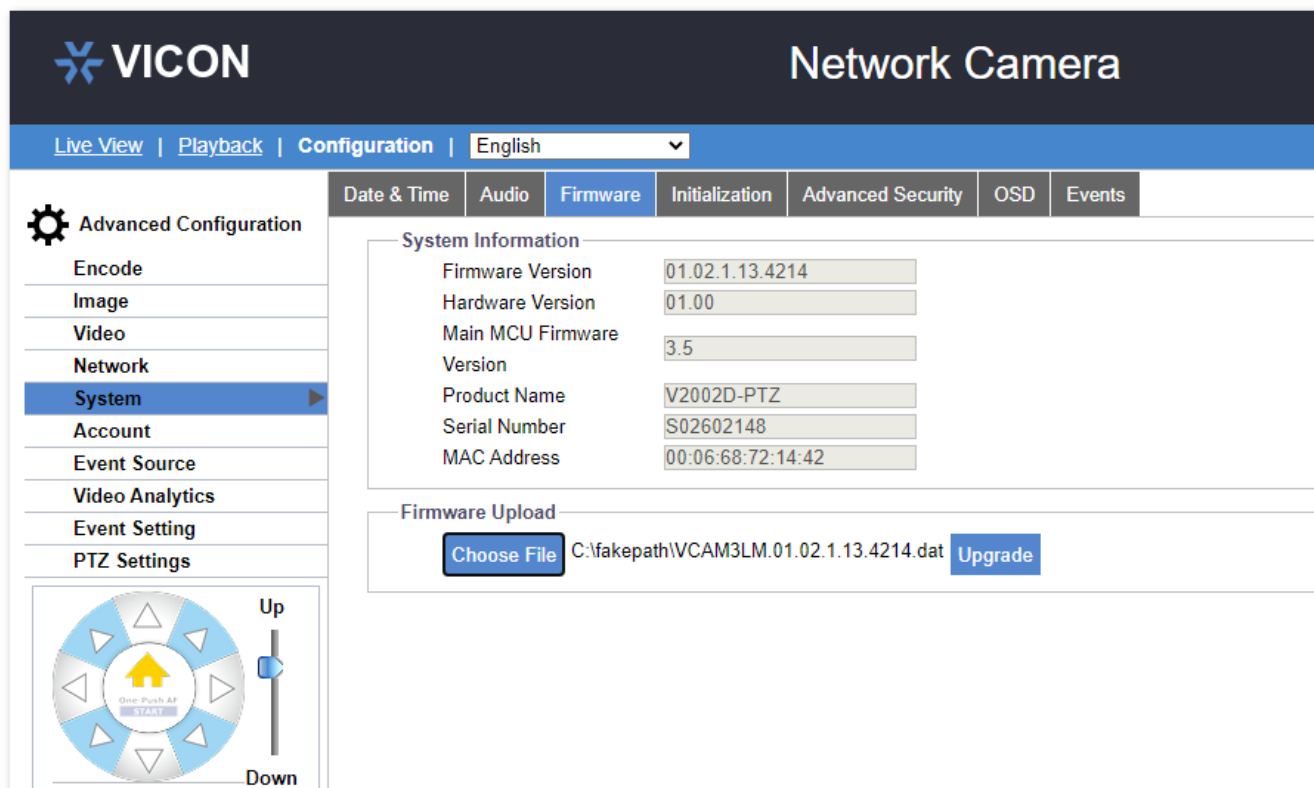 VICON
Network Camera
Live View | Playback | Configuration | English
Date & Time Audio Firmware Initialization Advanced Security OSD Events
Advanced Configuration
Encode
Image
Video
Network
System
Account
Event Source
Video Analytics
Event Setting
PTZ Settings
System Information
Firmware Version 01.02.1.13.4214
Hardware Version 01.00
Main MCU Firmware
Version 3.5
Product Name V2002D-PTZ
Serial Number S02602148
MAC Address 00:06:68:72:14:42
Firmware Upload
Choose File C:\fakepath\VCAM3LM.01.02.1.13.4214.dat Upgrade
Up
One-Push AF
START
Down